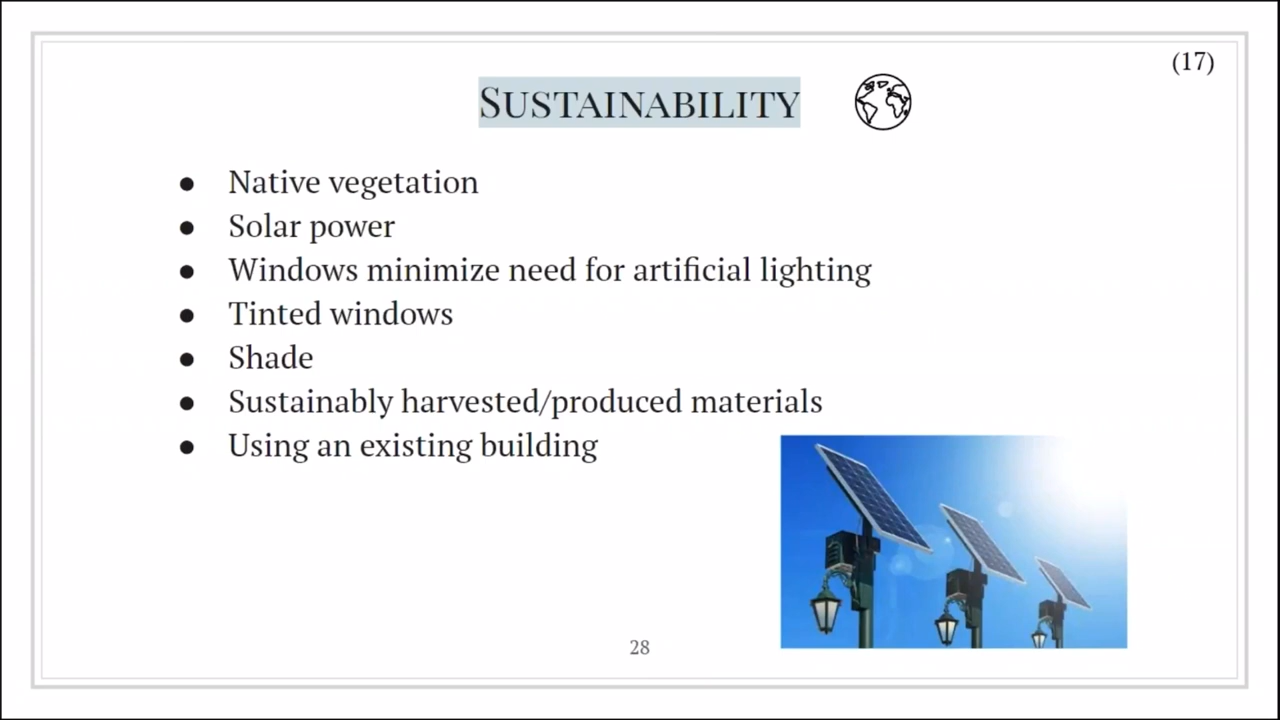 (17)
SUSTAINABILITY
● Native vegetation
● Solar power
● Windows minimize need for artificial lighting
● Tinted windows
● Shade
● Sustainably harvested/produced materials
● Using an existing building
28